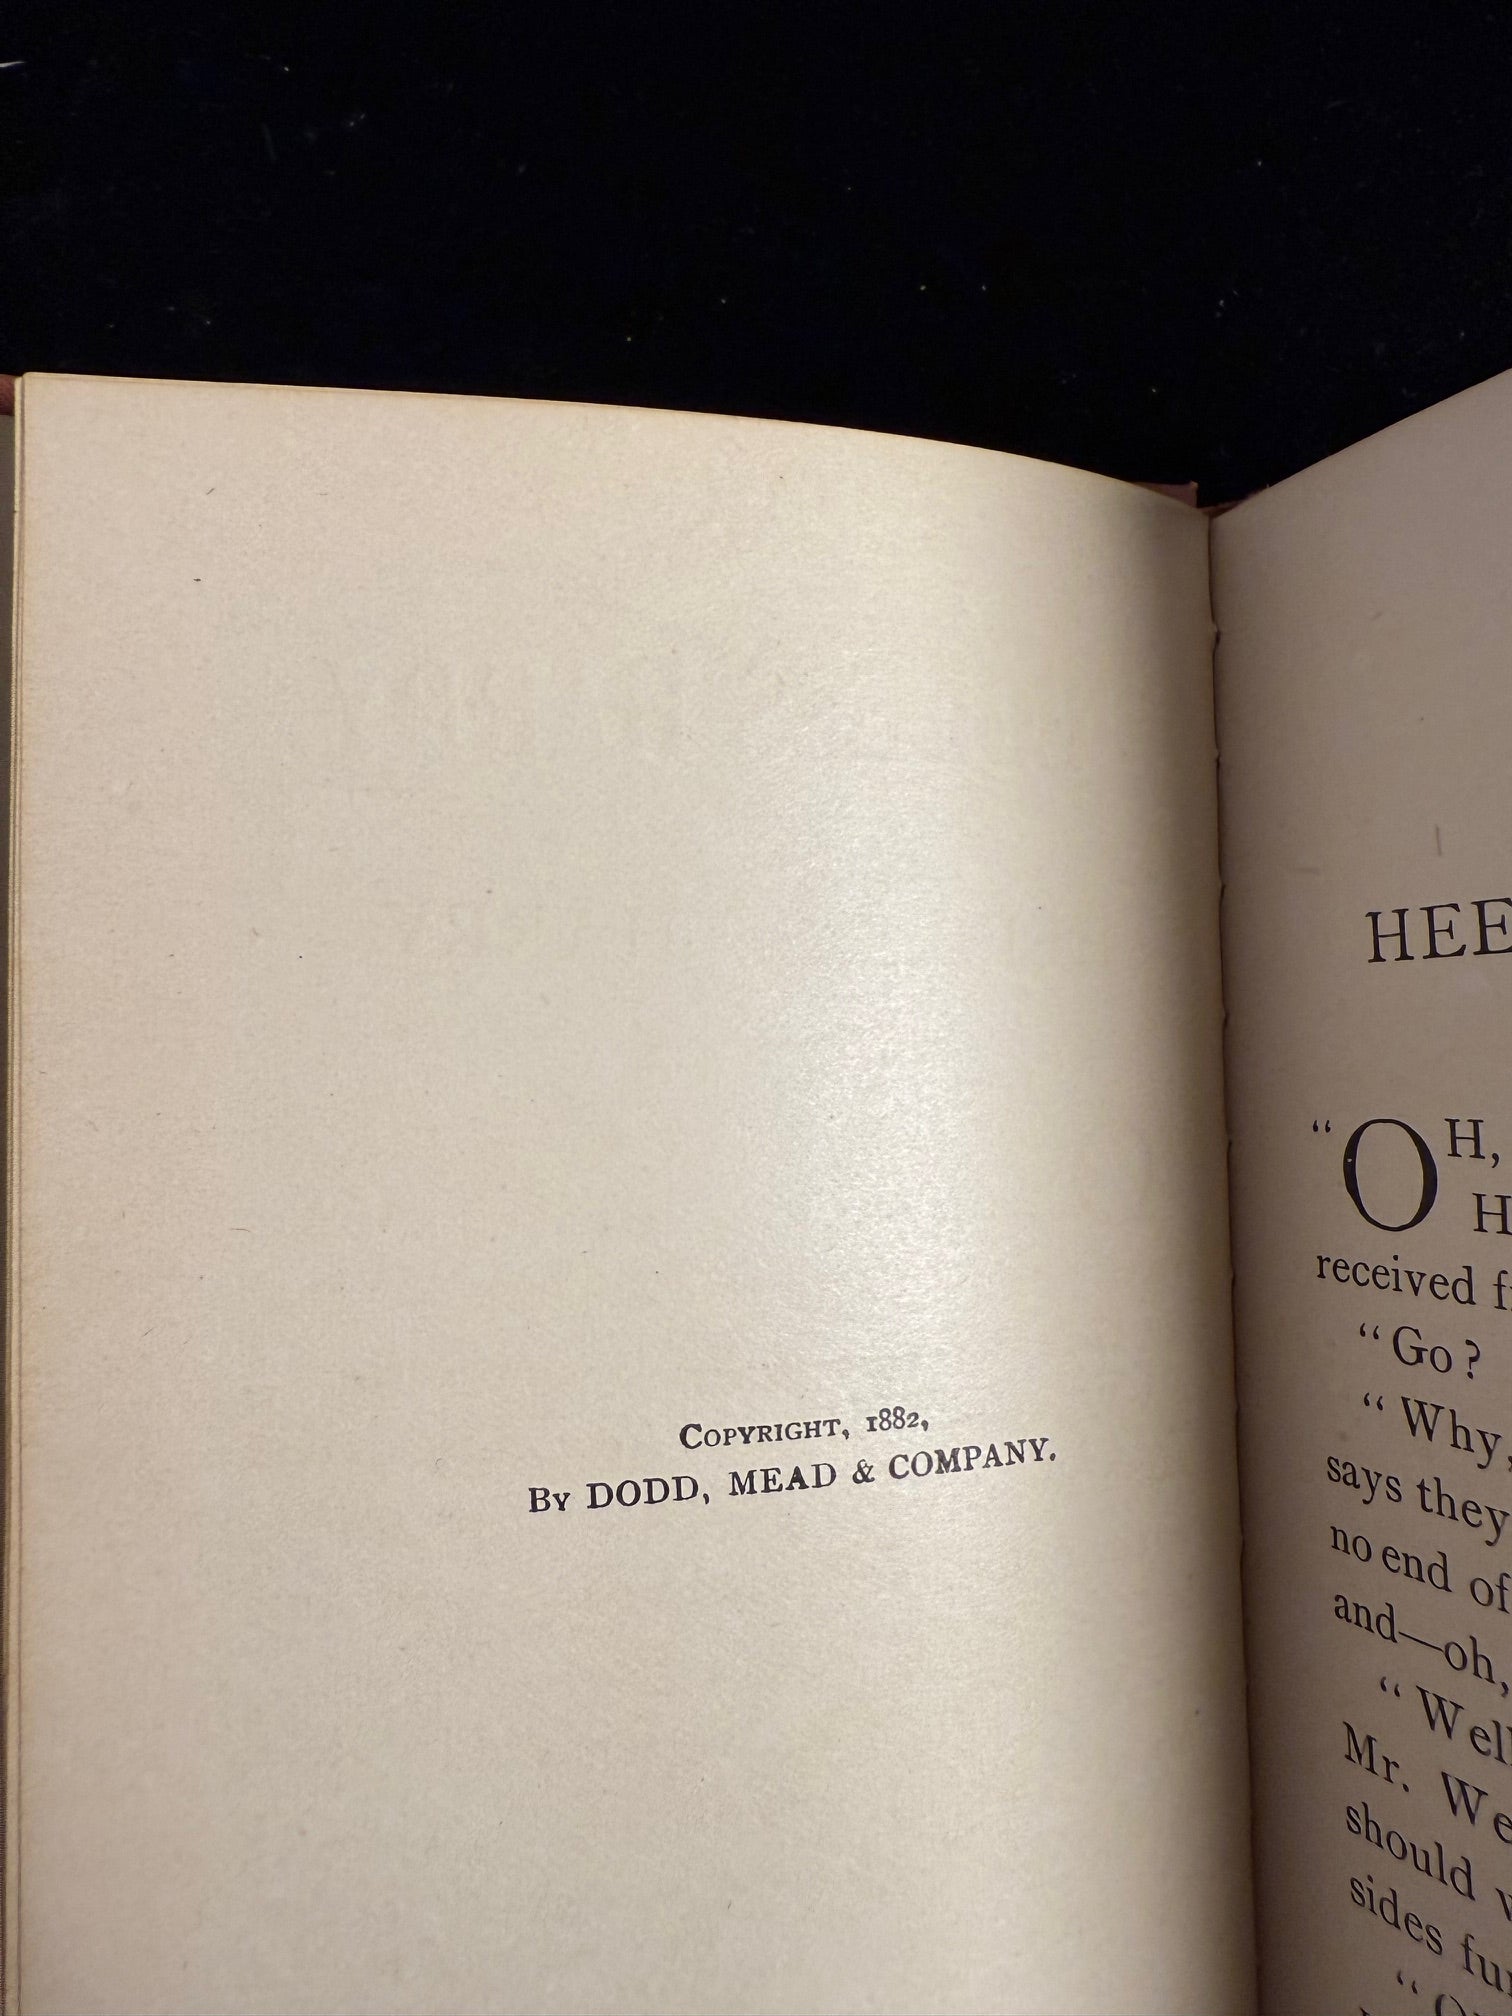 COPYRIGHT, 1882,
BY DODD, MEAD & COMPANY.
HEE
"OH,
H
received f
"Go?
"Why,
says they
no end of
and—oh,
"Well
Mr. We
should
sides fu